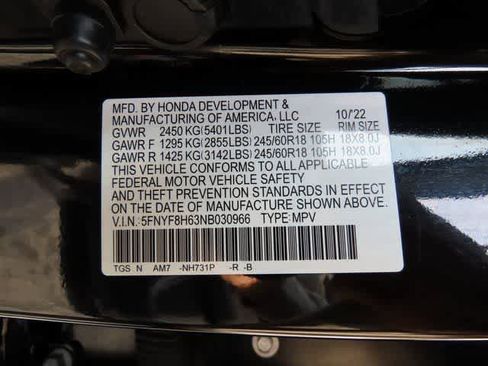 MFD. BY HONDA DEVELOPMENT &
MANUFACTURING OF AMERICA, LLC 10/'22
GVWR 2450 KG(5401LBS) TIRE SIZE RIM SIZE
GAWR F 1295 KG(2855LBS) 245/60R18 105H 18X8.0J
GAWR R 1425 KG(3142LBS) 245/60R18 105H 18X8.0J
THIS VEHICLE CONFORMS TO ALL APPLICABLE
FEDERAL MOTOR VEHICLE SAFETY
AND THEFT PREVENTION STANDARDS IN EFFECT
ON THE DATE OF MANUFACTURE SHOWN ABOVE.
V.I.N.:5FNYF8H63NB030966 TYPE:MPV
TGS N AM7 -NH731P -R. -B